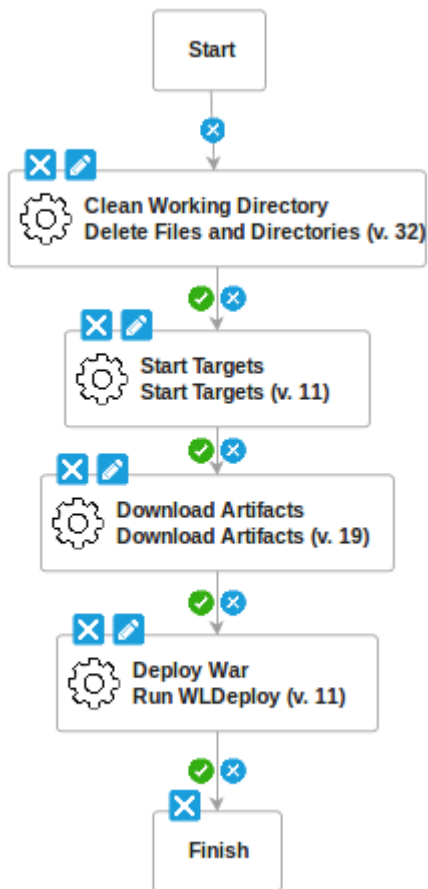 Start
Clean Working Directory
Delete Files and Directories (v. 32)
Start Targets
Start Targets (v. 11)
Download Artifacts
Download Artifacts (v. 19)
Deploy War
Run WLDeploy (v. 11)
Finish